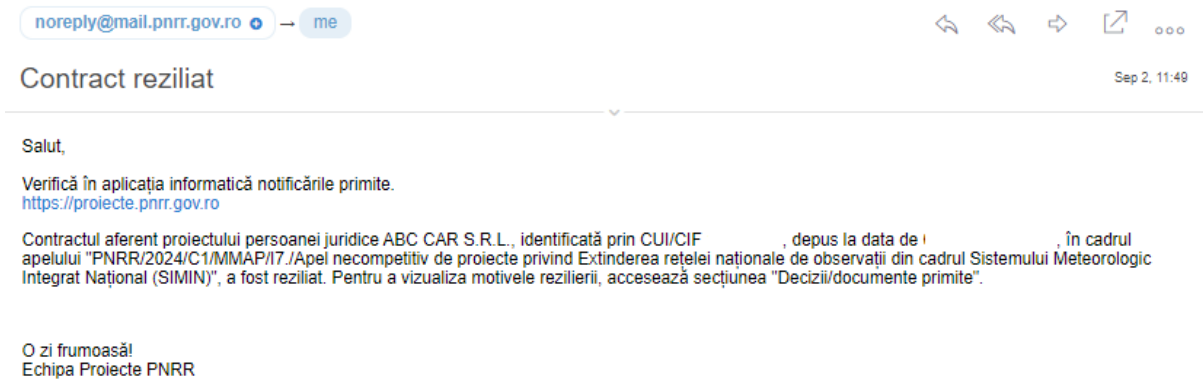 noreply@mail.pnrr.gov.ro → me
Contract reziliat
Sep 2, 11:49
Salut,
Verifică în aplicația informatică notificările primite.
https://proiecte.pnrr.gov.ro
Contractul aferent proiectului persoanei juridice ABC CAR S.R.L., identificată prin CUI/CIF , depus la data de , în cadrul
apelului "PNRR/2024/C1/MMAP/I7./Apel necompetitiv de proiecte privind Extinderea rețelei naționale de observații din cadrul Sistemului Meteorologic
Integrat Național (SIMIN)", a fost reziliat. Pentru a vizualiza motivele rezilierii, accesează secțiunea "Decizii/documente primite".
O zi frumoasă!
Echipa Proiecte PNRR